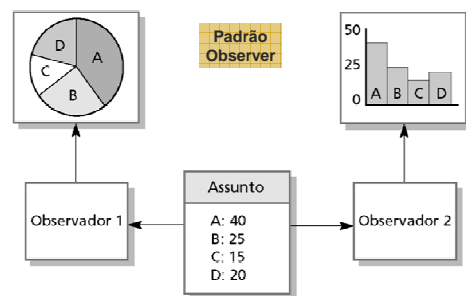 Padrão
Observer
D
A
C
B
50
25
0
A B C D
Observador 1
Assunto
A: 40
B: 25
C: 15
D: 20
Observador 2